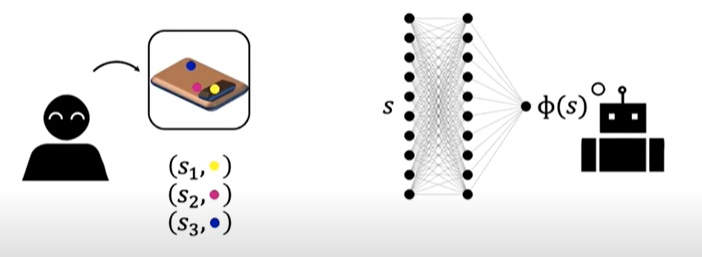 (s₁, •)
(s₂, •)
(s₃, •)
s
ϕ(s)